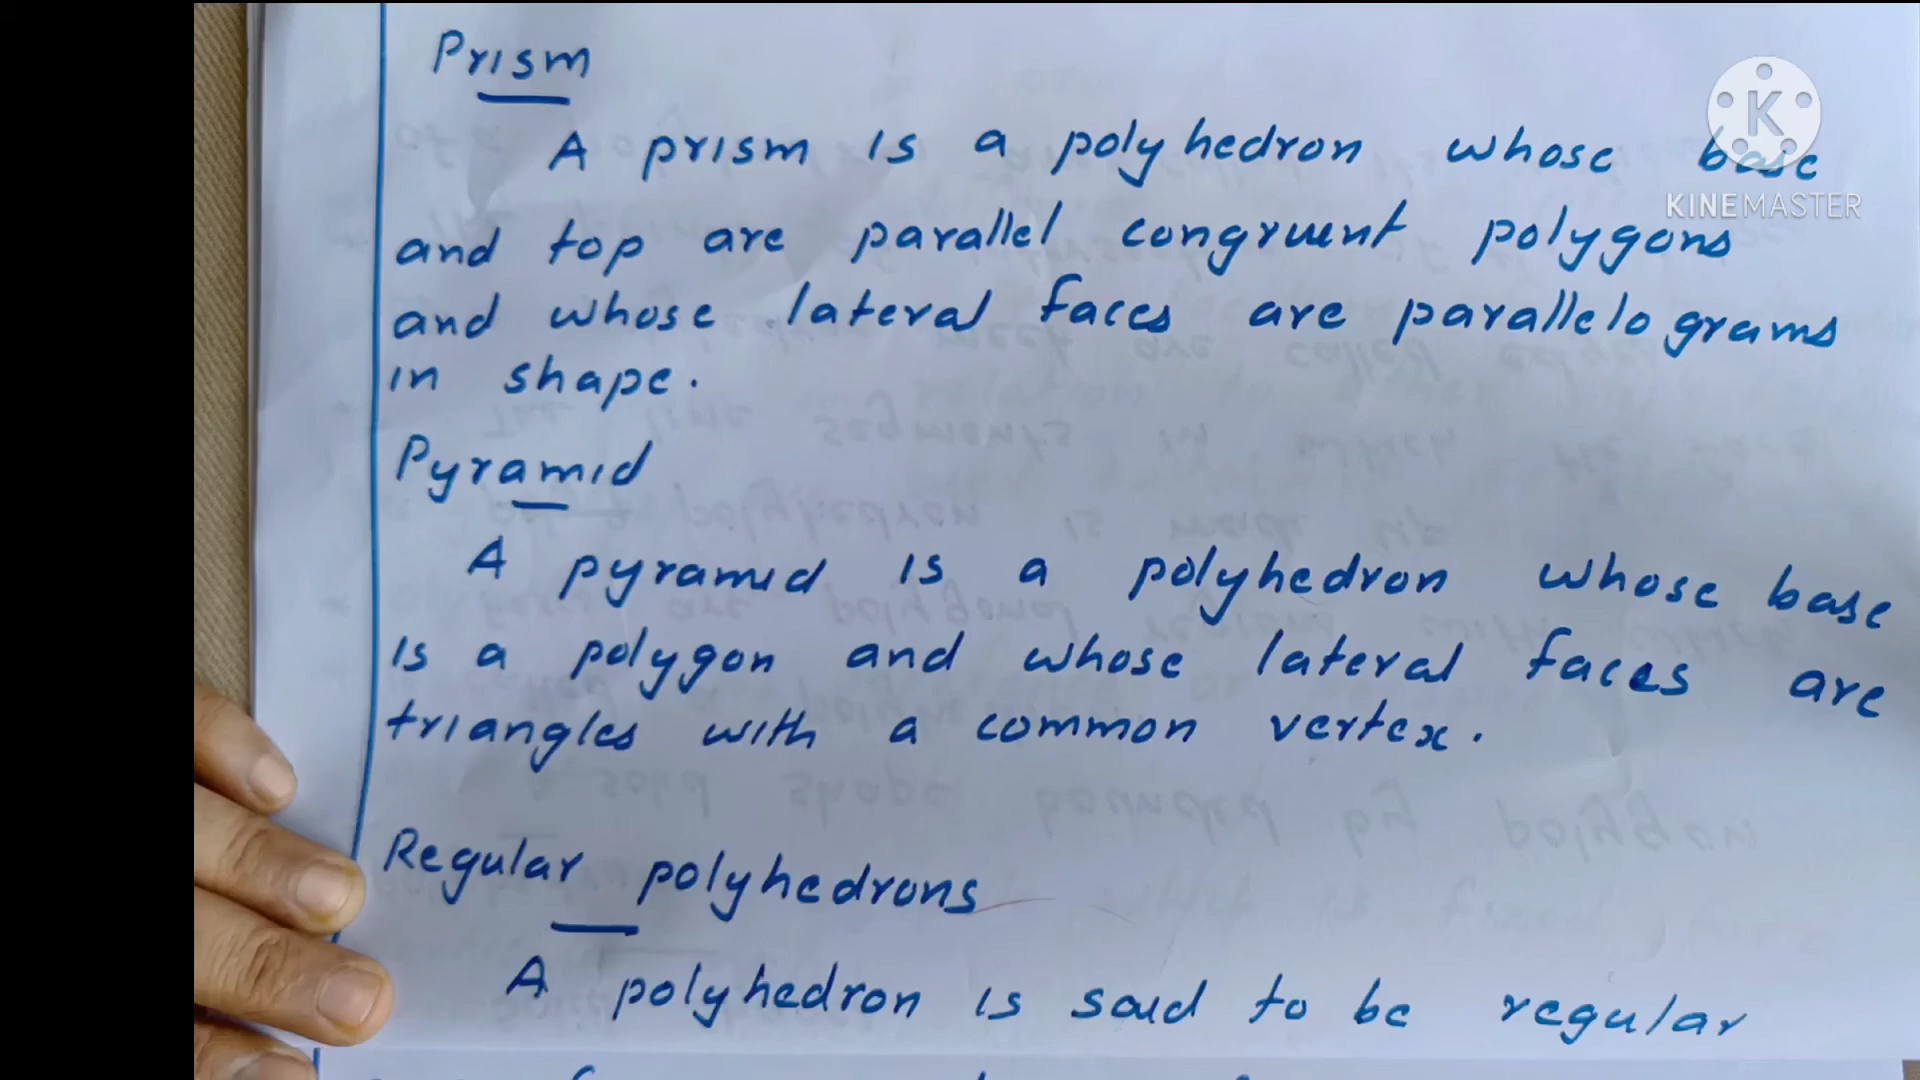 Prism
A prism is a polyhedron whose base
and top are parallel congruent polygons
and whose lateral faces are parallelograms
in shape.
Pyramid
A pyramid is a polyhedron whose base
is a polygon and whose lateral faces are
triangles with a common vertex.
Regular polyhedrons
A polyhedron is said to be regular
K
KINEMASTER